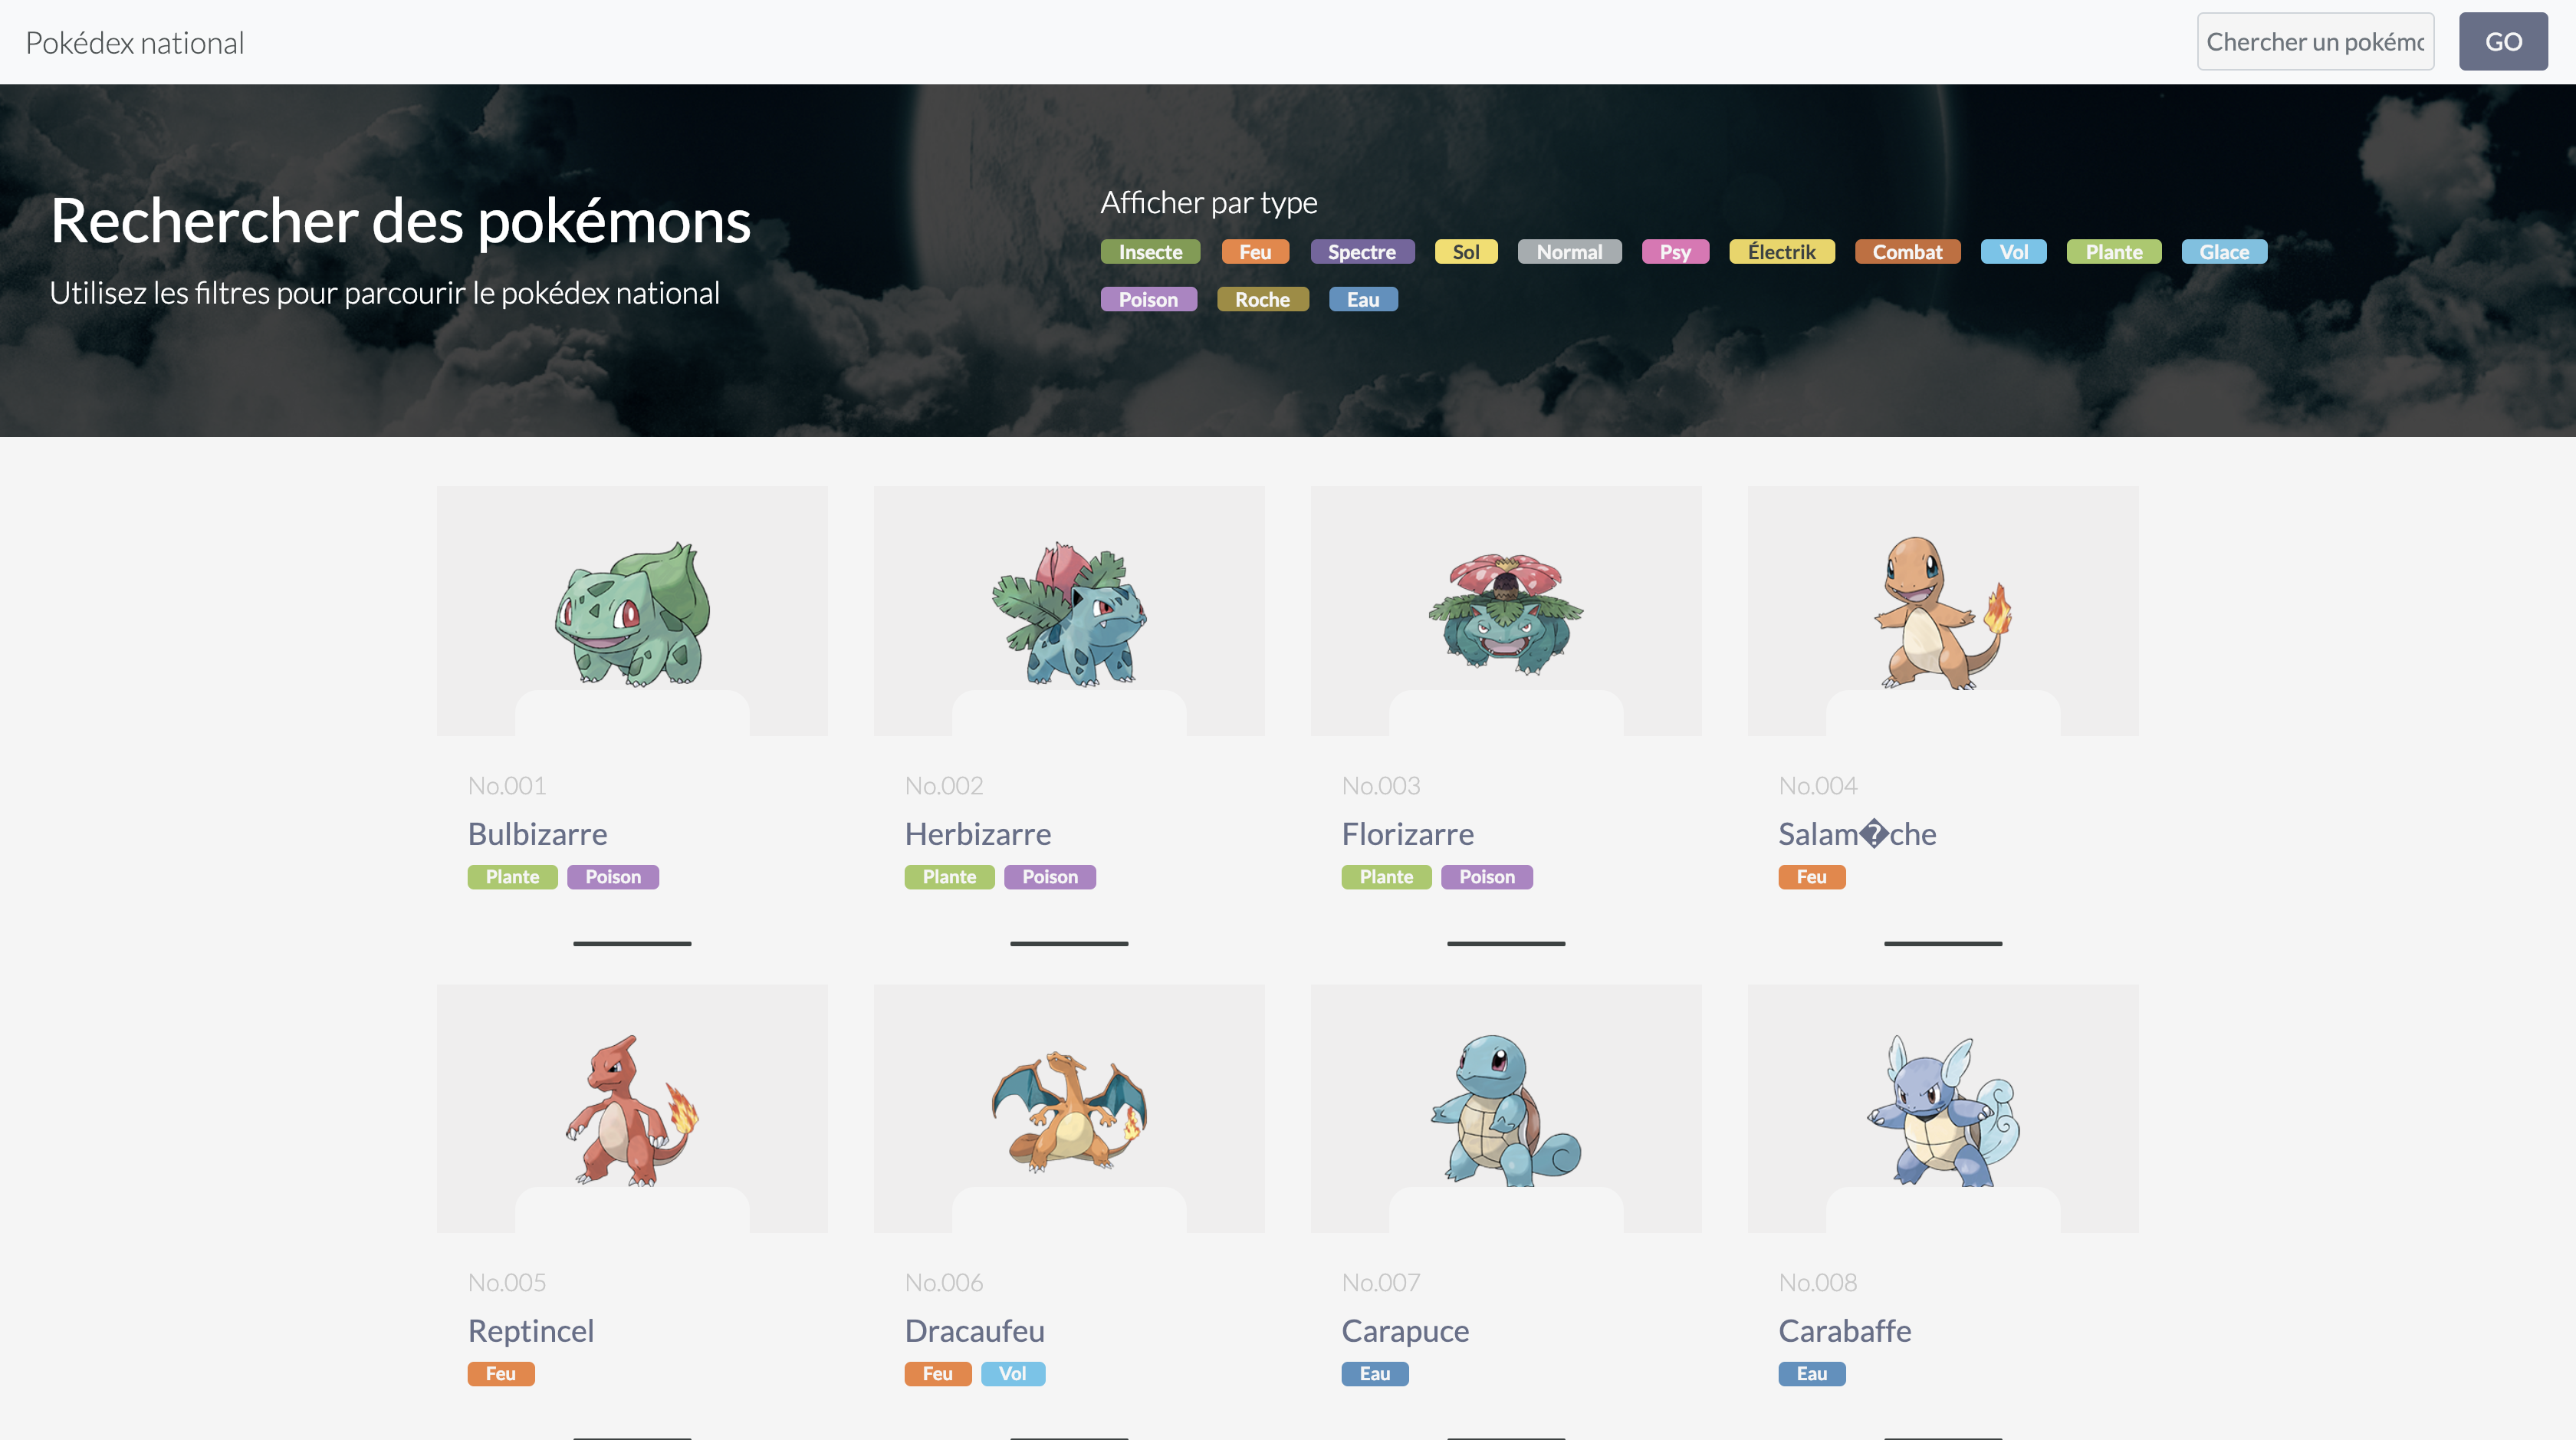 Pokédex national
Chercher un pokémo
GO
Rechercher des pokémons
Utilisez les filtres pour parcourir le pokédex national
Afficher par type
Insecte Feu Spectre Sol Normal Psy Électrik Combat Vol Plante Glace
Poison Roche Eau
No.001 No.002 No.003 No.004
Bulbizarre Herbizarre Florizarre Salam�che
Plante Poison Plante Poison Plante Poison Feu
No.005 No.006 No.007 No.008
Reptincel Dracaufeu Carapuce Carabaffe
Feu Feu Vol Eau Eau